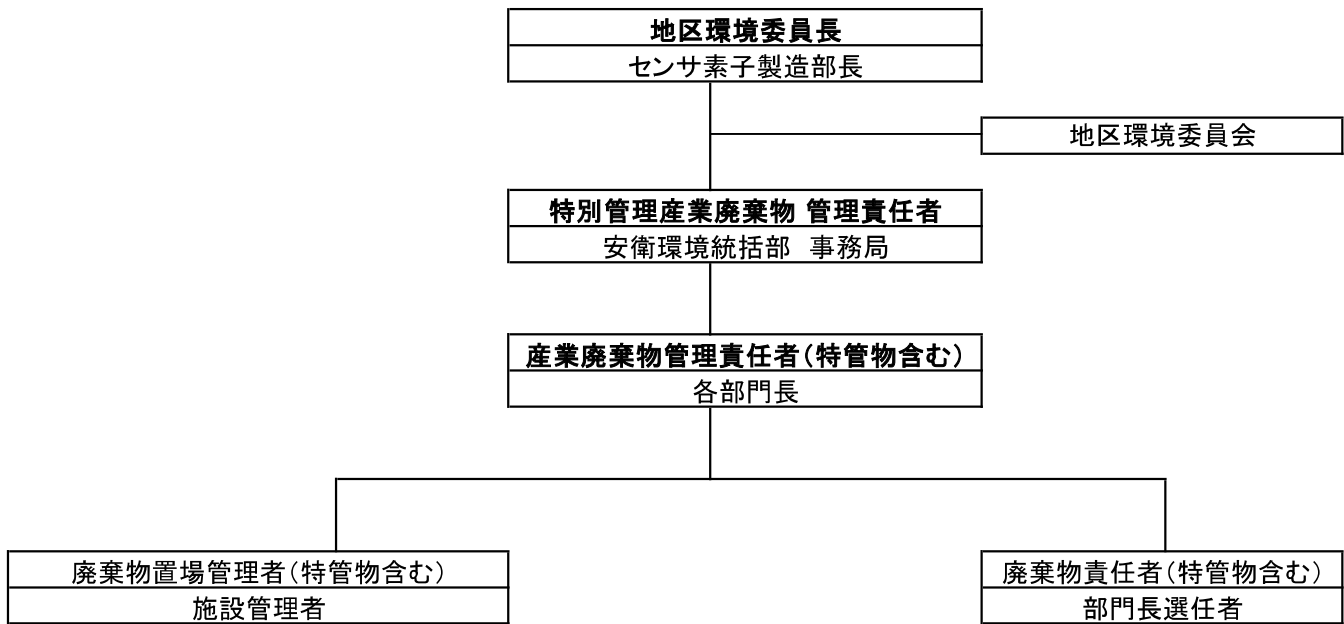 地区環境委員長
センサ素子製造部長
地区環境委員会
特別管理産業廃棄物 管理責任者
安衛環境統括部　事務局
産業廃棄物管理責任者（特管物含む）
各部門長
廃棄物置場管理者（特管物含む）
施設管理者
廃棄物責任者（特管物含む）
部門長選任者